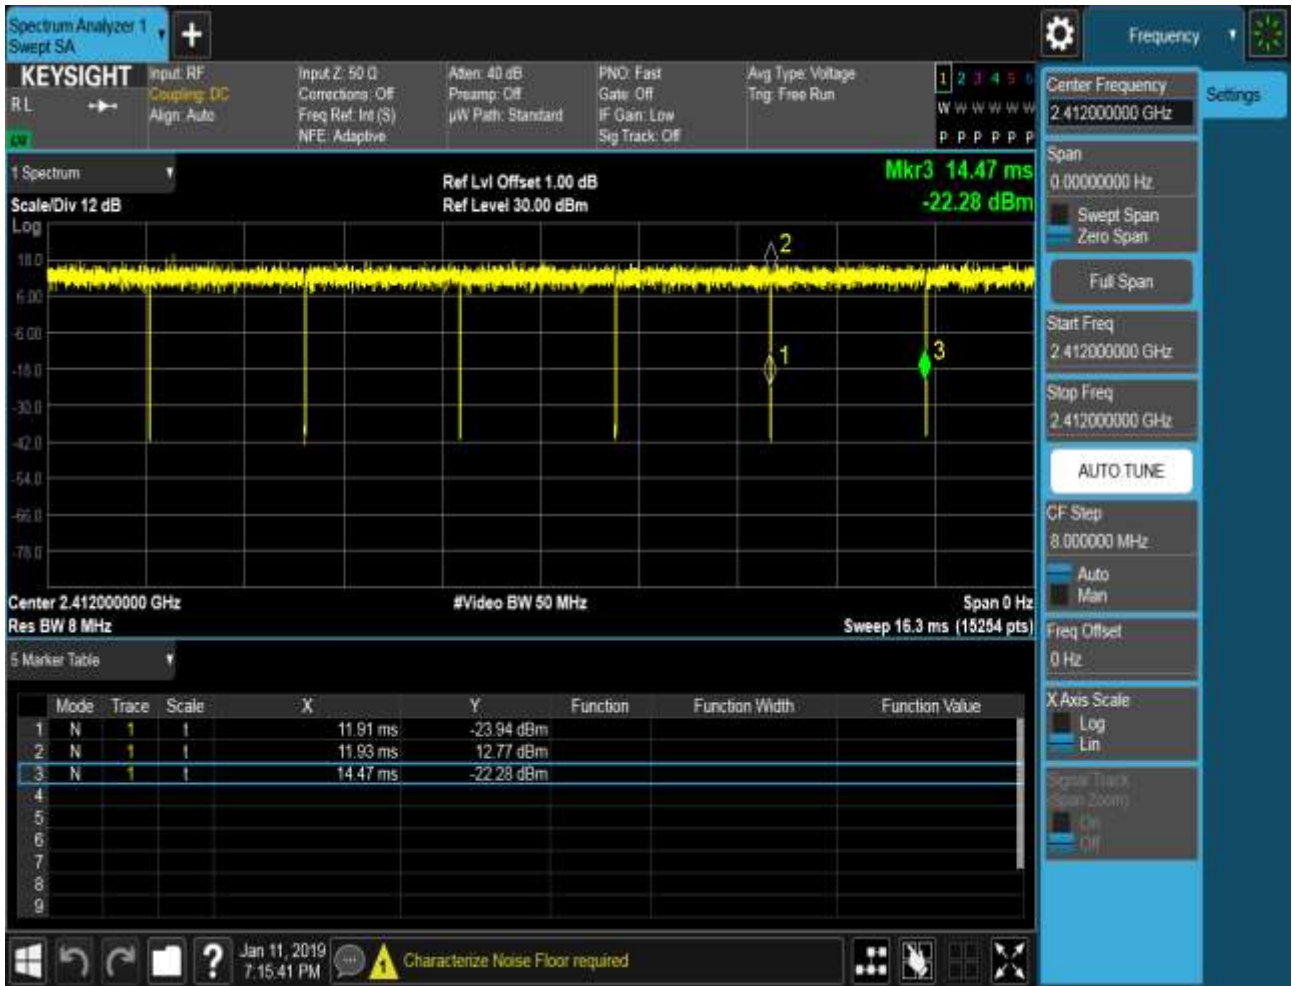 Spectrum Analyzer 1
Swept SA
+
Frequency
KEYSIGHT
Input: RF
Coupling: DC
Align: Auto
Input Z: 50 Ω
Corrections: Off
Freq Ref: Int (S)
NFE: Adaptive
Atten: 40 dB
Preamp: Off
µW Path: Standard
PNO: Fast
Gate: Off
IF Gain: Low
Sig Track: Off
Avg Type: Voltage
Trig: Free Run
1 2 3 4 5 6
W W W W W W
P P P P P P
R L
Center Frequency
2.412000000 GHz
Settings
1 Spectrum
Scale/Div 12 dB
Ref Lvl Offset 1.00 dB
Ref Level 30.00 dBm
Mkr3 14.47 ms
-22.28 dBm
Log
18.0
6.00
-6.00
-18.0
-30.0
-42.0
-54.0
-66.0
-78.0
2
1
3
Center 2.412000000 GHz
Res BW 8 MHz
#Video BW 50 MHz
Span 0 Hz
Sweep 16.3 ms (15254 pts)
Span
0.00000000 Hz
Swept Span
Zero Span
Full Span
Start Freq
2.412000000 GHz
Stop Freq
2.412000000 GHz
AUTO TUNE
CF Step
8.000000 MHz
Auto
Man
Freq Offset
0 Hz
X Axis Scale
Log
Lin
Signal Track
(Span Zoom)
On
Off
5 Marker Table
Mode Trace Scale X Y Function Function Width Function Value
1 N 1 t 11.91 ms -23.94 dBm
2 N 1 t 11.93 ms 12.77 dBm
3 N 1 t 14.47 ms -22.28 dBm
4
5
6
7
8
9
?
Jan 11, 2019
7:15:41 PM
1
Characterize Noise Floor required